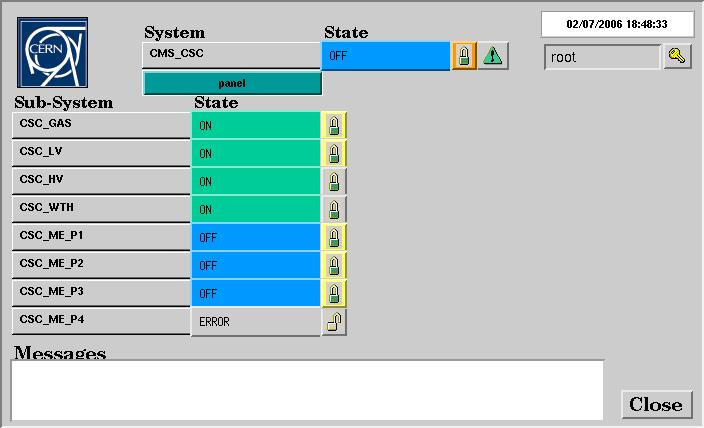 02/07/2006 18:48:33
CERN
System State
CMS_CSC OFF
root
panel
Sub-System State
CSC_GAS ON
CSC_LV ON
CSC_HV ON
CSC_WTH ON
CSC_ME_P1 OFF
CSC_ME_P2 OFF
CSC_ME_P3 OFF
CSC_ME_P4 ERROR
Messages
Close